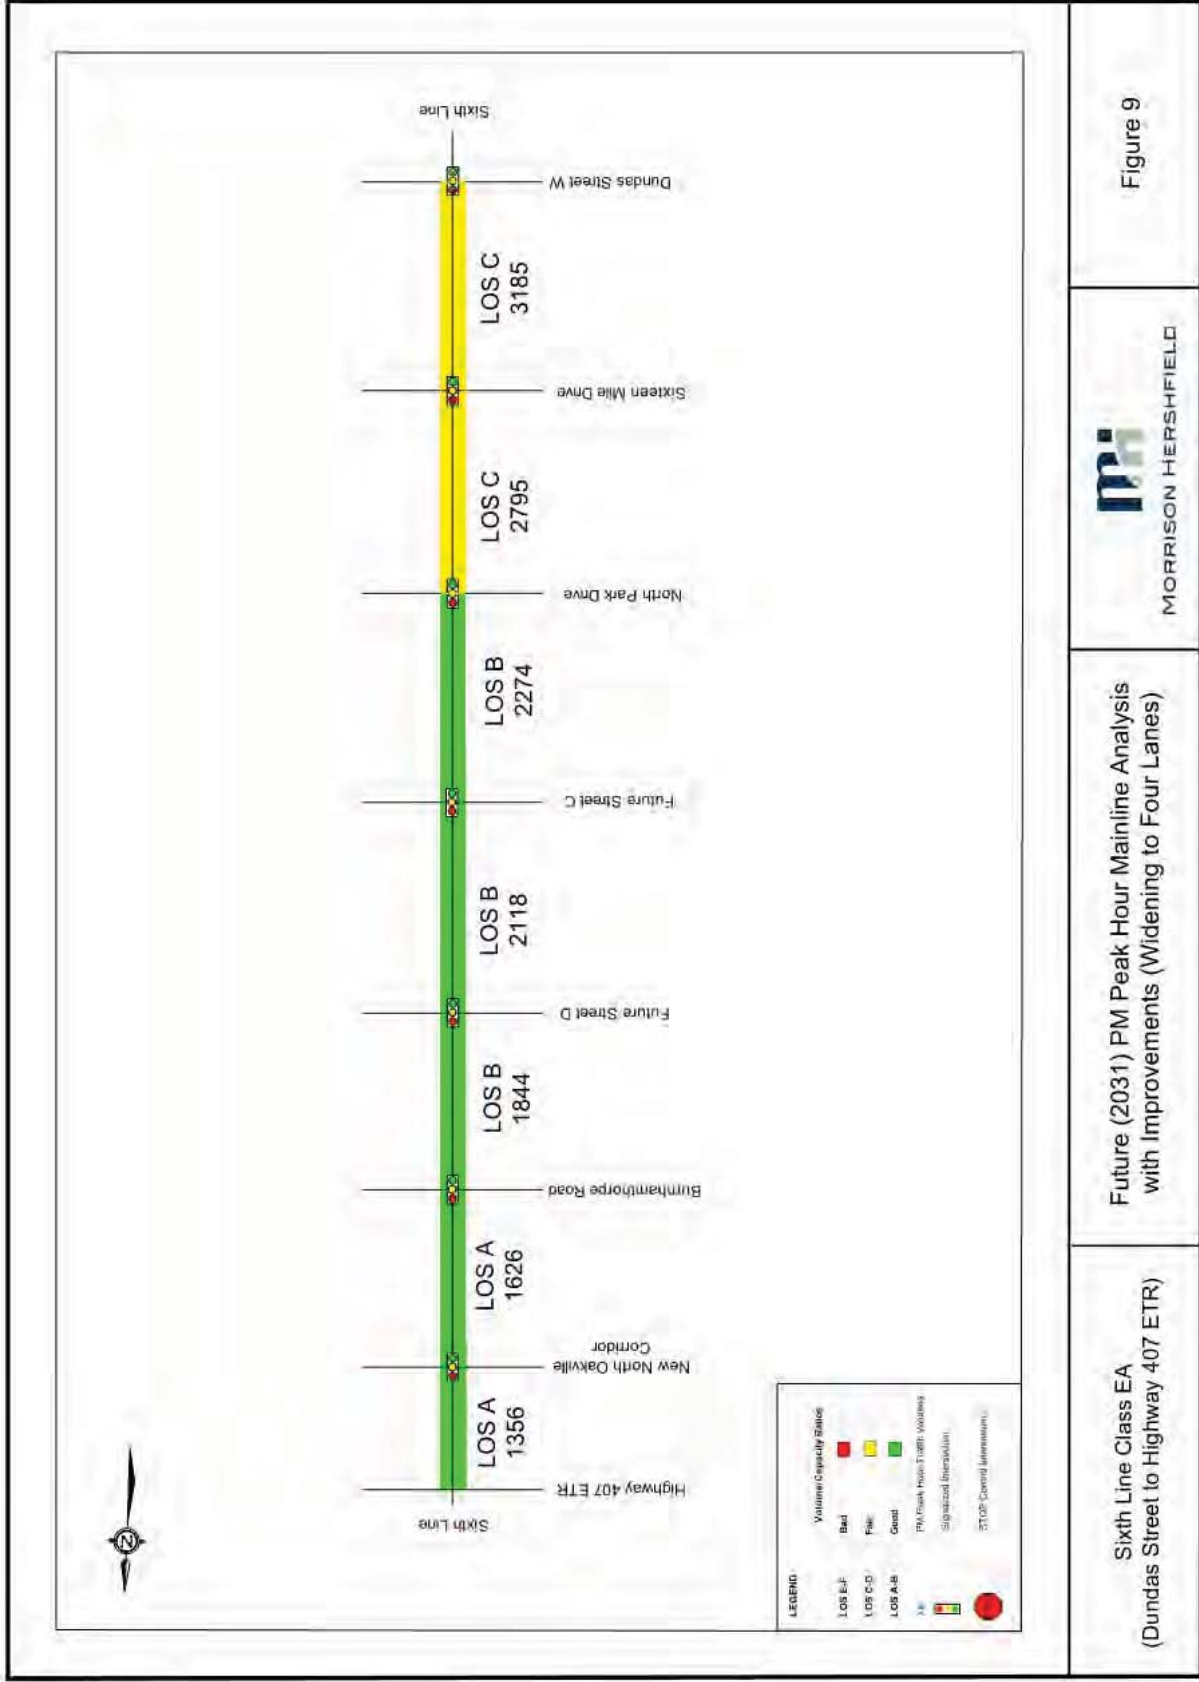 Sixth Line
Highway 407 ETR
LOS A
1356
New North Oakville
Corridor
LOS A
1626
Burnhamthorpe Road
LOS B
1844
Future Street D
LOS B
2118
Future Street C
LOS B
2274
North Park Drive
LOS C
2795
Sixteen Mile Drive
LOS C
3185
Dundas Street W
Sixth Line
N
LEGEND
Volume/Capacity Ratios
LOS E-F Bad
LOS C-D Fair
LOS A-B Good
PM Peak Hour Traffic Volumes
Signalized Intersection
STOP Control Intersection
Sixth Line Class EA
(Dundas Street to Highway 407 ETR)
Future (2031) PM Peak Hour Mainline Analysis
with Improvements (Widening to Four Lanes)
mh
MORRISON HERSHFIELD
Figure 9